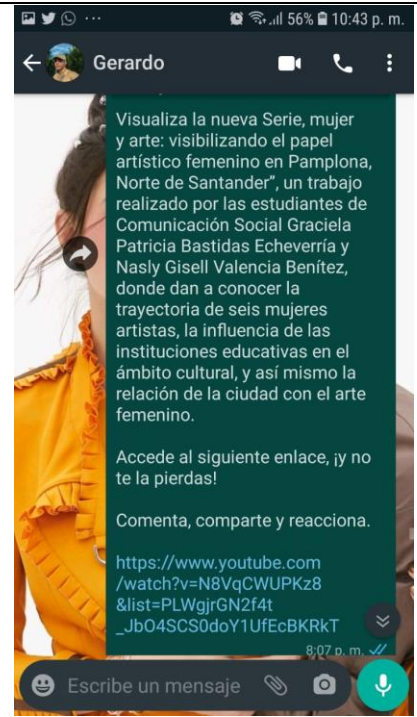 56% 10:43 p. m.
Gerardo
Visualiza la nueva Serie, mujer
y arte: visibilizando el papel
artístico femenino en Pamplona,
Norte de Santander”, un trabajo
realizado por las estudiantes de
Comunicación Social Graciela
Patricia Bastidas Echeverría y
Nasly Gisell Valencia Benítez,
donde dan a conocer la
trayectoria de seis mujeres
artistas, la influencia de las
instituciones educativas en el
ámbito cultural, y así mismo la
relación de la ciudad con el arte
femenino.
Accede al siguiente enlace, ¡y no
te la pierdas!
Comenta, comparte y reacciona.
https://www.youtube.com
/watch?v=N8VqCWUPKz8
&list=PLWgjrGN2f4t
_JbO4SCS0doY1UfEcBKRkT
8:07 p. m.
Escribe un mensaje